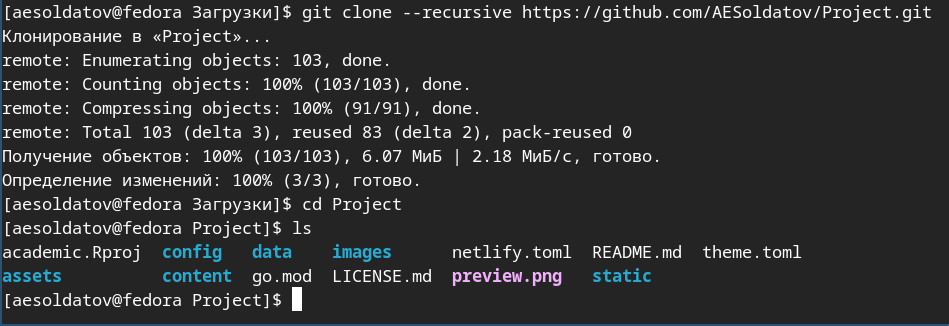 [aesoldatov@fedora Загрузки]$ git clone --recursive https://github.com/AESoldatov/Project.git
Клонирование в «Project»...
remote: Enumerating objects: 103, done.
remote: Counting objects: 100% (103/103), done.
remote: Compressing objects: 100% (91/91), done.
remote: Total 103 (delta 3), reused 83 (delta 2), pack-reused 0
Получение объектов: 100% (103/103), 6.07 МиБ | 2.18 МиБ/с, готово.
Определение изменений: 100% (3/3), готово.
[aesoldatov@fedora Загрузки]$ cd Project
[aesoldatov@fedora Project]$ ls
academic.Rproj  config   data    images      netlify.toml  README.md  theme.toml
assets          content  go.mod  LICENSE.md  preview.png   static
[aesoldatov@fedora Project]$